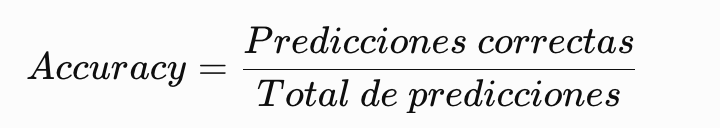 Accuracy = Predicciones correctas / Total de predicciones